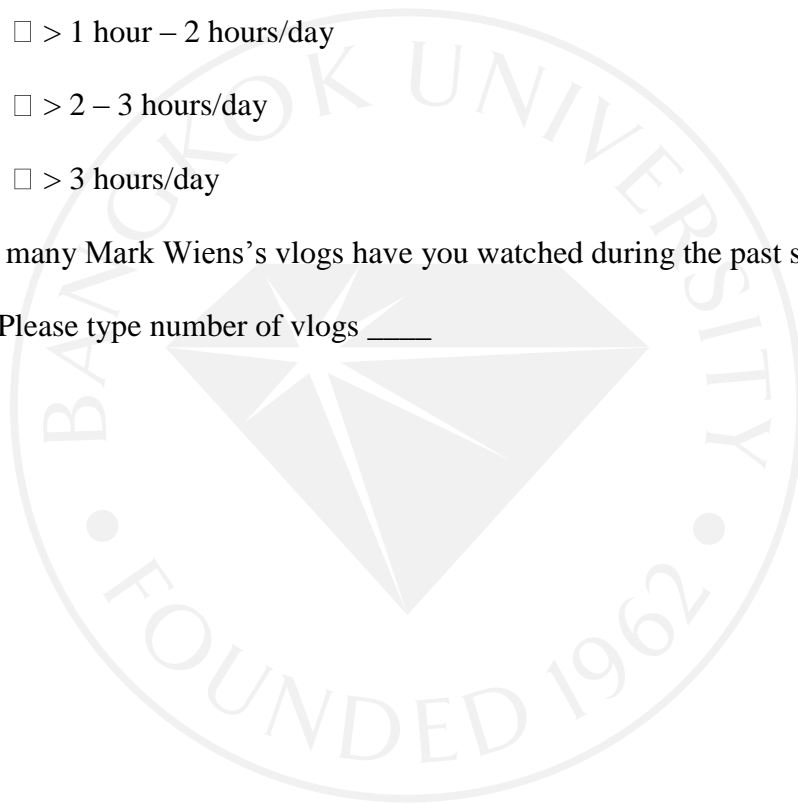 ☐ > 1 hour – 2 hours/day
☐ > 2 – 3 hours/day
☐ > 3 hours/day
many Mark Wiens’s vlogs have you watched during the past s
Please type number of vlogs ____
BANGKOK UNIVERSITY
• FOUNDED 1962 •